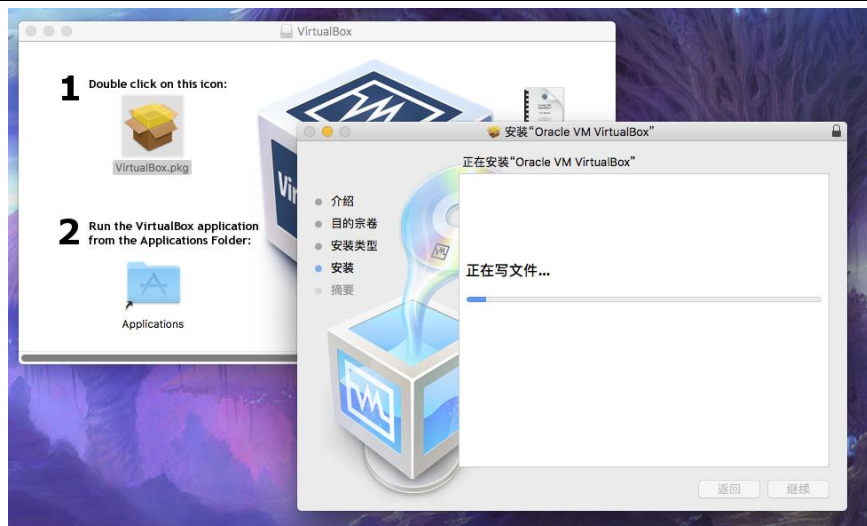 VirtualBox
1 Double click on this icon:
VirtualBox.pkg
2 Run the VirtualBox application
from the Applications Folder:
Applications
安装“Oracle VM VirtualBox”
正在安装“Oracle VM VirtualBox”
介绍
目的宗卷
安装类型
安装
摘要
正在写文件...
返回
继续